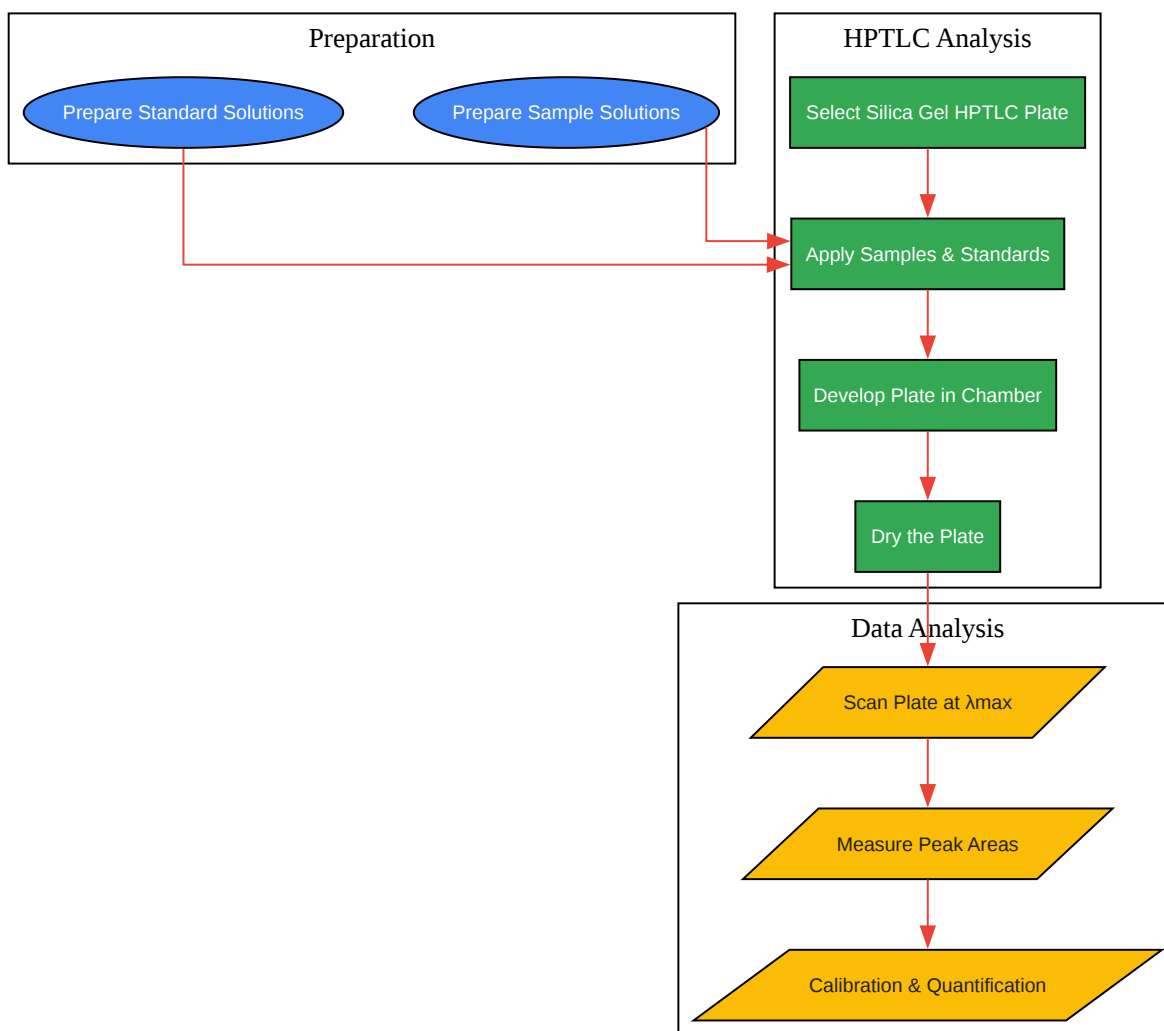 Preparation
Prepare Standard Solutions
Prepare Sample Solutions
HPTLC Analysis
Select Silica Gel HPTLC Plate
Apply Samples & Standards
Develop Plate in Chamber
Dry the Plate
Data Analysis
Scan Plate at λmax
Measure Peak Areas
Calibration & Quantification